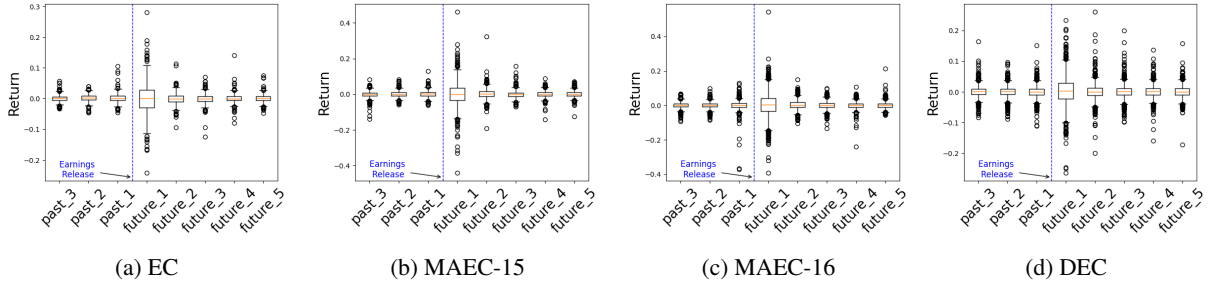 Return
0.3
0.2
0.1
0.0
−0.1
−0.2
Earnings
Release
past_3
past_2
past_1
future_1
future_2
future_3
future_4
future_5
(a) EC
Return
0.4
0.2
0.0
−0.2
−0.4
Earnings
Release
past_3
past_2
past_1
future_1
future_2
future_3
future_4
future_5
(b) MAEC-15
Return
0.4
0.2
0.0
−0.2
−0.4
Earnings
Release
past_3
past_2
past_1
future_1
future_2
future_3
future_4
future_5
(c) MAEC-16
Return
0.2
0.1
0.0
−0.1
−0.2
Earnings
Release
past_3
past_2
past_1
future_1
future_2
future_3
future_4
future_5
(d) DEC